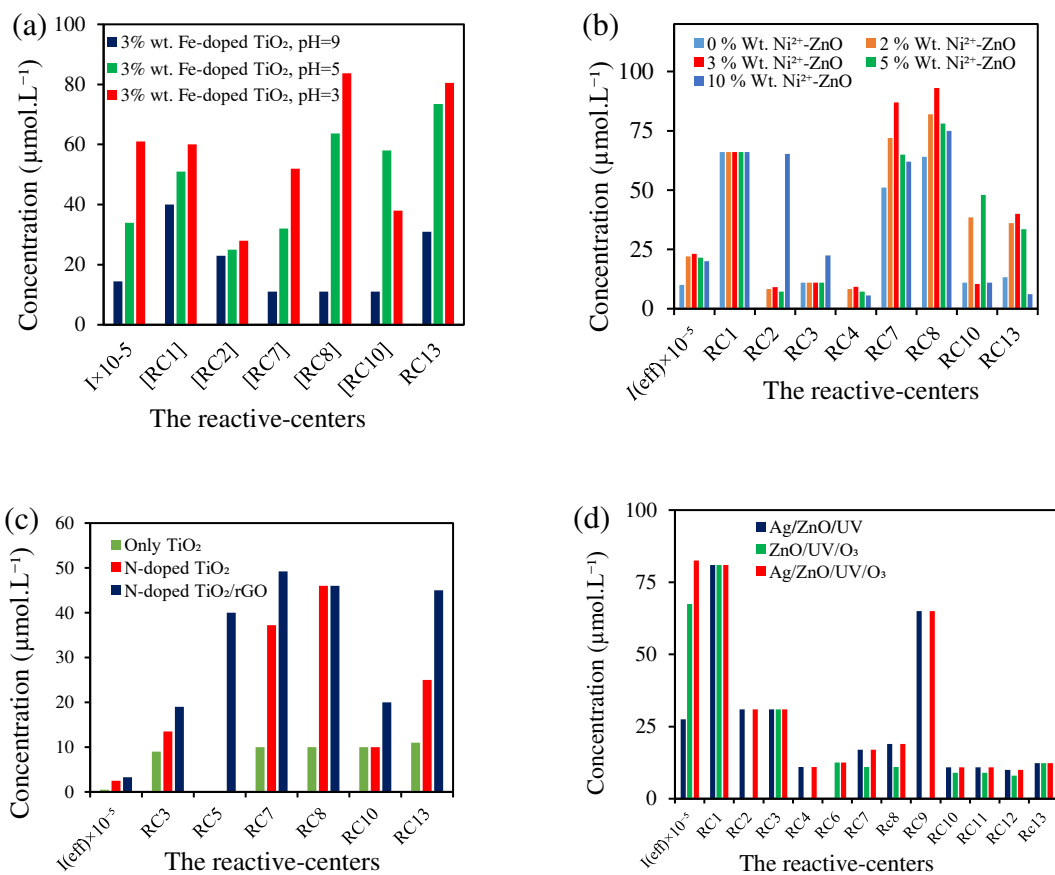 (a)
100
80
60
40
20
0
Concentration (µmol.L⁻¹)
3% wt. Fe-doped TiO₂, pH=9
3% wt. Fe-doped TiO₂, pH=5
3% wt. Fe-doped TiO₂, pH=3
I×10-5
[RC1]
[RC2]
[RC7]
[RC8]
[RC10]
RC13
The reactive-centers
(b)
100
75
50
25
0
Concentration (µmol.L⁻¹)
0 % Wt. Ni²⁺-ZnO
2 % Wt. Ni²⁺-ZnO
3 % Wt. Ni²⁺-ZnO
5 % Wt. Ni²⁺-ZnO
10 % Wt. Ni²⁺-ZnO
I(eff)×10⁻⁵
RC1
RC2
RC3
RC4
RC7
RC8
RC10
RC13
The reactive-centers
(c)
60
50
40
30
20
10
0
Concentration (µmol.L⁻¹)
Only TiO₂
N-doped TiO₂
N-doped TiO₂/rGO
I(eff)×10⁻⁵
RC3
RC5
RC7
RC8
RC10
RC13
The reactive-centers
(d)
100
75
50
25
0
Concentration (µmol.L⁻¹)
Ag/ZnO/UV
ZnO/UV/O₃
Ag/ZnO/UV/O₃
I(eff)×10⁻⁵
RC1
RC2
RC3
RC4
RC6
RC7
Rc8
RC9
RC10
RC11
RC12
Rc13
The reactive-centers